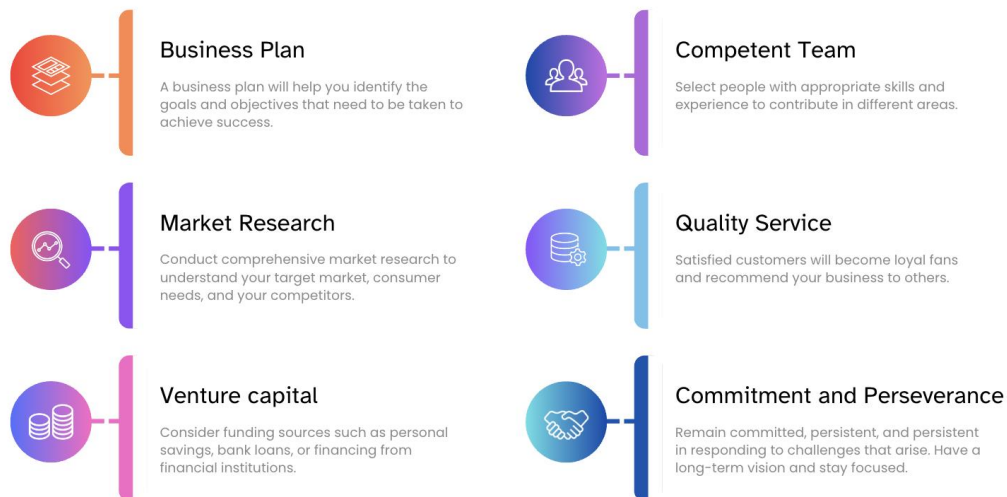 Business Plan
A business plan will help you identify the
goals and objectives that need to be taken to
achieve success.
Market Research
Conduct comprehensive market research to
understand your target market, consumer
needs, and your competitors.
Venture capital
Consider funding sources such as personal
savings, bank loans, or financing from
financial institutions.
Competent Team
Select people with appropriate skills and
experience to contribute in different areas.
Quality Service
Satisfied customers will become loyal fans
and recommend your business to others.
Commitment and Perseverance
Remain committed, persistent, and persistent
in responding to challenges that arise. Have a
long-term vision and stay focused.